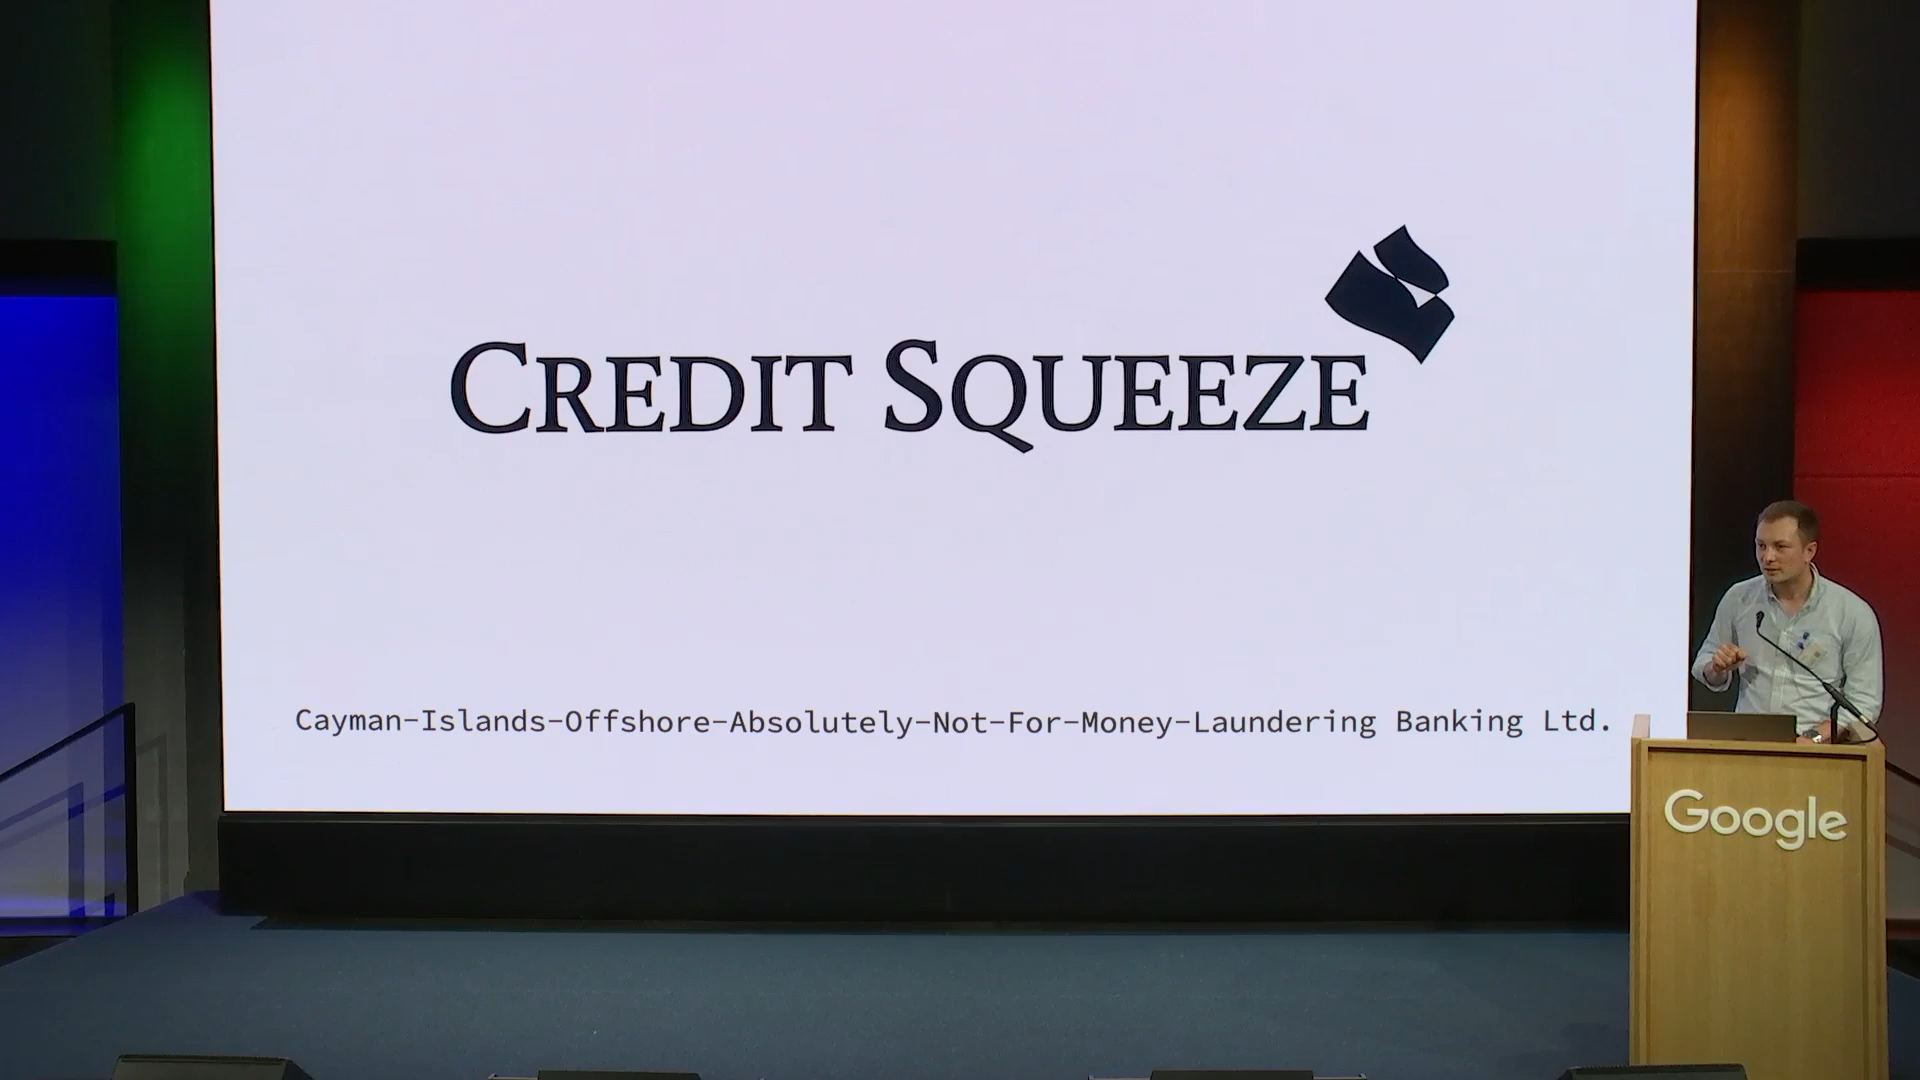 CREDIT SQUEEZE
Cayman-Islands-Offshore-Absolutely-Not-For-Money-Laundering Banking Ltd.
Google